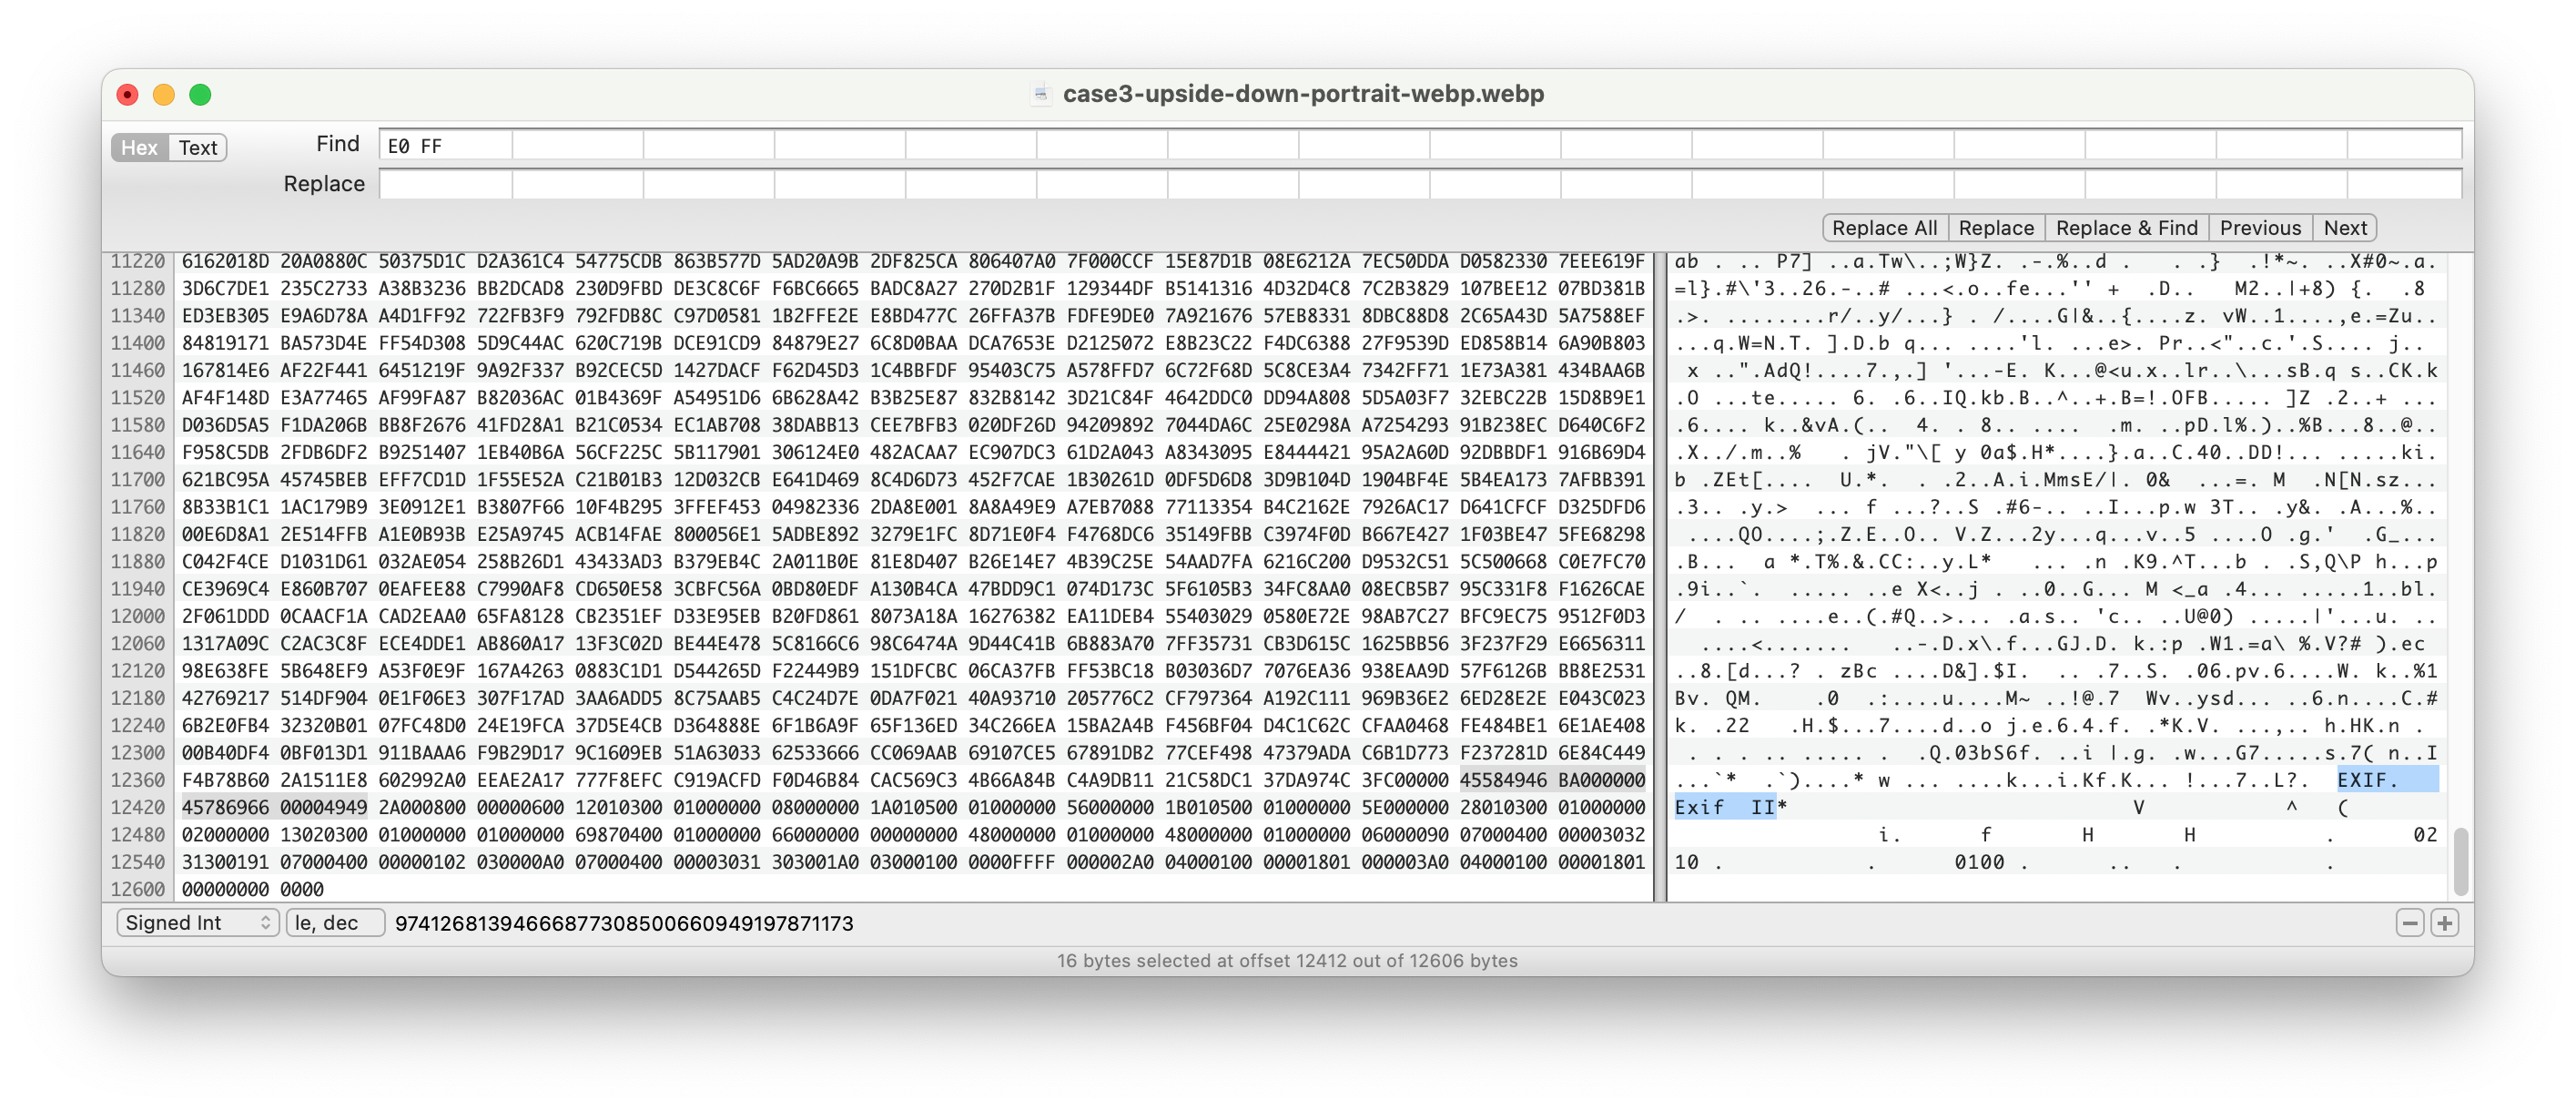 case3-upside-down-portrait-webp.webp
Hex Text Find E0 FF
Replace
Replace All Replace Replace & Find Previous Next
11220 6162018D 20A0880C 50375D1C D2A361C4 54775CDB 863B577D 5AD20A9B 2DF825CA 806407A0 7F000CCF 15E87D1B 08E6212A 7EC50DDA D0582330 7EEE619F ab . .. P7] ..a.Tw\..;W}Z. .-.%..d . . .} .!*~. ..X#0~.a.
11280 3D6C7DE1 235C2733 A38B3236 BB2DCAD8 230D9FBD DE3C8C6F F6BC6665 BADC8A27 270D2B1F 129344DF B5141316 4D32D4C8 7C2B3829 107BEE12 07BD381B =l}.#\'3..26.-..# ...<.o..fe...'' + .D.. M2..|+8) {. .8
11340 ED3EB305 E9A6D78A A4D1FF92 722FB3F9 792FDB8C C97D0581 1B2FFE2E E8BD477C 26FFA37B FDFE9DE0 7A921676 57EB8331 8DBC88D8 2C65A43D 5A7588EF .>. ........r/..y/...} . /....G|&..{....z. vW..1....,e.=Zu..
11400 84819171 BA573D4E FF54D308 5D9C44AC 620C719B DCE91CD9 84879E27 6C8D0BAA DCA7653E D2125072 E8B23C22 F4DC6388 27F9539D ED858B14 6A90B803 ...q.W=N.T. ].D.b q... ....'l. ...e>. Pr..<"..c.'.S.... j..
11460 167814E6 AF22F441 6451219F 9A92F337 B92CEC5D 1427DACF F62D45D3 1C4BBFDF 95403C75 A578FFD7 6C72F68D 5C8CE3A4 7342FF71 1E73A381 434BAA6B x ..".AdQ!....7.,.] '...-E. K...@<u.x..lr..\...sB.q s..CK.k
11520 AF4F148D E3A77465 AF99FA87 B82036AC 01B4369F A54951D6 6B628A42 B3B25E87 832B8142 3D21C84F 4642DDC0 DD94A808 5D5A03F7 32EBC22B 15D8B9E1 .O ...te..... 6. .6..IQ.kb.B..^..+.B=!.OFB..... ]Z .2..+ ...
11580 D036D5A5 F1DA206B BB8F2676 41FD28A1 B21C0534 EC1AB708 38DABB13 CEE7BFB3 020DF26D 94209892 7044DA6C 25E0298A A7254293 91B238EC D640C6F2 .6.... k..&vA.(.. 4. . 8.. .... .m. ..pD.l%.)..%B...8..@..
11640 F958C5DB 2FDB6DF2 B9251407 1EB40B6A 56CF225C 5B117901 306124E0 482ACAA7 EC907DC3 61D2A043 A8343095 E8444421 95A2A60D 92DBBDF1 916B69D4 .X../.m..% . jV."\[ y 0a$.H*....}.a..C.40..DD!... .....ki.
11700 621BC95A 45745BEB EFF7CD1D 1F55E52A C21B01B3 12D032CB E641D469 8C4D6D73 452F7CAE 1B30261D 0DF5D6D8 3D9B104D 1904BF4E 5B4EA173 7AFBB391 b .ZEt[.... U.*. . .2..A.i.MmsE/|. 0& ...=. M .N[N.sz...
11760 8B33B1C1 1AC179B9 3E0912E1 B3807F66 10F4B295 3FFEF453 04982336 2DA8E001 8A8A49E9 A7EB7088 77113354 B4C2162E 7926AC17 D641CFCF D325DFD6 .3.. .y.> ... f ...?..S .#6-.. ..I...p.w 3T.. .y&. .A...%..
11820 00E6D8A1 2E514FFB A1E0B93B E25A9745 ACB14FAE 800056E1 5ADBE892 3279E1FC 8D71E0F4 F4768DC6 35149FBB C3974F0D B667E427 1F03BE47 5FE68298 ....QO....;.Z.E..O.. V.Z...2y...q...v..5 ....O .g.' .G_...
11880 C042F4CE D1031D61 032AE054 258B26D1 43433AD3 B379EB4C 2A011B0E 81E8D407 B26E14E7 4B39C25E 54AAD7FA 6216C200 D9532C51 5C500668 C0E7FC70 .B... a *.T%.&.CC:..y.L* ... .n .K9.^T...b . .S,Q\P h...p
11940 CE3969C4 E860B707 0EAFEE88 C7990AF8 CD650E58 3CBFC56A 0BD80EDF A130B4CA 47BDD9C1 074D173C 5F6105B3 34FC8AA0 08ECB5B7 95C331F8 F1626CAE .9i..`. ..... ..e X<..j . ..0..G... M <_a .4... .....1..bl.
12000 2F061DDD 0CAACF1A CAD2EAA0 65FA8128 CB2351EF D33E95EB B20FD861 8073A18A 16276382 EA11DEB4 55403029 0580E72E 98AB7C27 BFC9EC75 9512F0D3 / . .. ....e..(.#Q..>... .a.s.. 'c.. ..U@0) .....|'...u. ..
12060 1317A09C C2AC3C8F ECE4DDE1 AB860A17 13F3C02D BE44E478 5C8166C6 98C6474A 9D44C41B 6B883A70 7FF35731 CB3D615C 1625BB56 3F237F29 E6656311 ....<....... ..-.D.x\.f...GJ.D. k.:p .W1.=a\ %.V?# ).ec
12120 98E638FE 5B648EF9 A53F0E9F 167A4263 0883C1D1 D544265D F22449B9 151DFCBC 06CA37FB FF53BC18 B03036D7 7076EA36 938EAA9D 57F6126B BB8E2531 ..8.[d...? . zBc ....D&].$I. .. .7..S. .06.pv.6....W. k..%1
12180 42769217 514DF904 0E1F06E3 307F17AD 3AA6ADD5 8C75AAB5 C4C24D7E 0DA7F021 40A93710 205776C2 CF797364 A192C111 969B36E2 6ED28E2E E043C023 Bv. QM. .0 .:....u....M~ ..!@.7 Wv..ysd... ..6.n....C.#
12240 6B2E0FB4 32320B01 07FC48D0 24E19FCA 37D5E4CB D364888E 6F1B6A9F 65F136ED 34C266EA 15BA2A4B F456BF04 D4C1C62C CFAA0468 FE484BE1 6E1AE408 k. .22 .H.$...7....d..o j.e.6.4.f. .*K.V. ...,.. h.HK.n .
12300 00B40DF4 0BF013D1 911BAAA6 F9B29D17 9C1609EB 51A63033 62533666 CC069AAB 69107CE5 67891DB2 77CEF498 47379ADA C6B1D773 F237281D 6E84C449 . . . .. ...... . .Q.03bS6f. ..i |.g. .w...G7.....s.7( n..I
12360 F4B78B60 2A1511E8 602992A0 EEAE2A17 777F8EFC C919ACFD F0D46B84 CAC569C3 4B66A84B C4A9DB11 21C58DC1 37DA974C 3FC00000 45584946 BA000000 ...`* .`)....* w ... ....k...i.Kf.K... !...7..L?. EXIF.
12420 45786966 00004949 2A000800 00000600 12010300 01000000 08000000 1A010500 01000000 56000000 1B010500 01000000 5E000000 28010300 01000000 Exif II* V ^ (
12480 02000000 13020300 01000000 01000000 69870400 01000000 66000000 00000000 48000000 01000000 48000000 01000000 06000090 07000400 00003032 i. f H H . 02
12540 31300191 07000400 00000102 030000A0 07000400 00003031 303001A0 03000100 0000FFFF 000002A0 04000100 00001801 000003A0 04000100 00001801 10 . . 0100 . .. . .
12600 00000000 0000
Signed Int le, dec 97412681394666877308500660949197871173
16 bytes selected at offset 12412 out of 12606 bytes